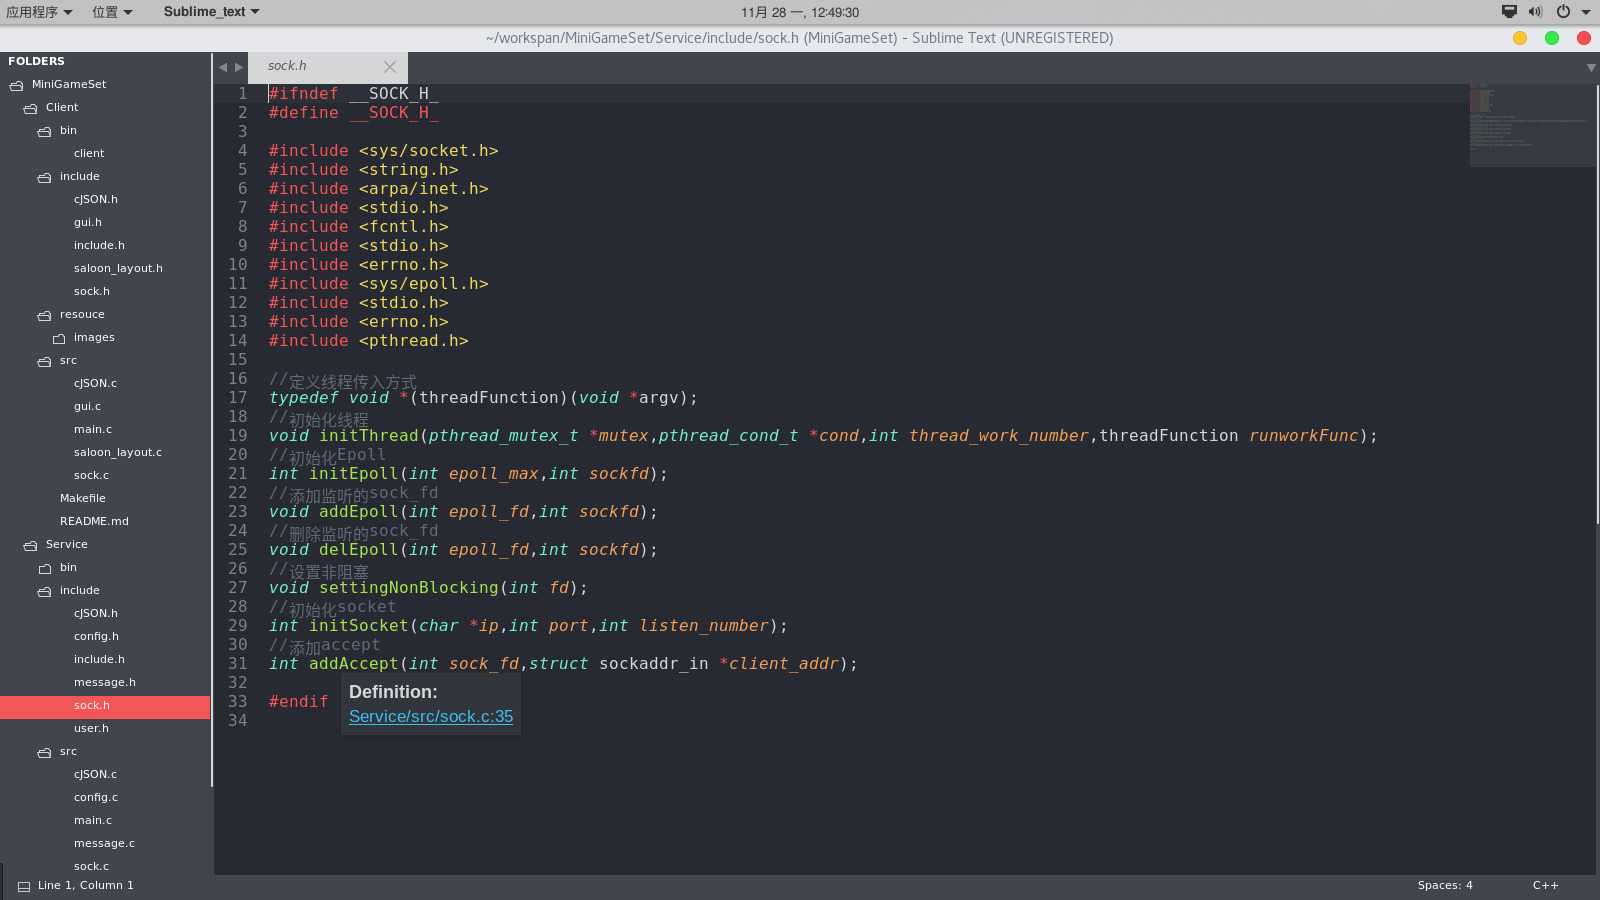 应用程序 位置 Sublime_text 11月 28 一, 12:49:30
~/workspan/MiniGameSet/Service/include/sock.h (MiniGameSet) - Sublime Text (UNREGISTERED)
FOLDERS
MiniGameSet
Client
bin
client
include
cJSON.h
gui.h
include.h
saloon_layout.h
sock.h
resouce
images
src
cJSON.c
gui.c
main.c
saloon_layout.c
sock.c
Makefile
README.md
Service
bin
include
cJSON.h
config.h
include.h
message.h
sock.h
user.h
src
cJSON.c
config.c
main.c
message.c
sock.c
sock.h
1 #ifndef __SOCK_H_
2 #define __SOCK_H_
3
4 #include <sys/socket.h>
5 #include <string.h>
6 #include <arpa/inet.h>
7 #include <stdio.h>
8 #include <fcntl.h>
9 #include <stdio.h>
10 #include <errno.h>
11 #include <sys/epoll.h>
12 #include <stdio.h>
13 #include <errno.h>
14 #include <pthread.h>
15
16 //定义线程传入方式
17 typedef void *(threadFunction)(void *argv);
18 //初始化线程
19 void initThread(pthread_mutex_t *mutex,pthread_cond_t *cond,int thread_work_number,threadFunction runworkFunc);
20 //初始化Epoll
21 int initEpoll(int epoll_max,int sockfd);
22 //添加监听的sock_fd
23 void addEpoll(int epoll_fd,int sockfd);
24 //删除监听的sock_fd
25 void delEpoll(int epoll_fd,int sockfd);
26 //设置非阻塞
27 void settingNonBlocking(int fd);
28 //初始化socket
29 int initSocket(char *ip,int port,int listen_number);
30 //添加accept
31 int addAccept(int sock_fd,struct sockaddr_in *client_addr);
32
33 #endif
34
Definition:
Service/src/sock.c:35
Line 1, Column 1 Spaces: 4 C++